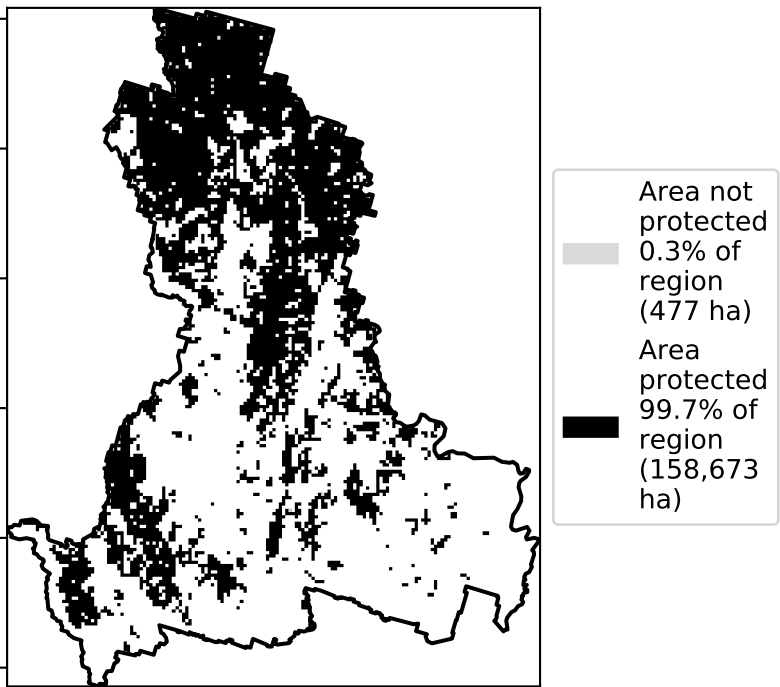 Area not
protected
0.3% of
region
(477 ha)
Area
protected
99.7% of
region
(158,673
ha)